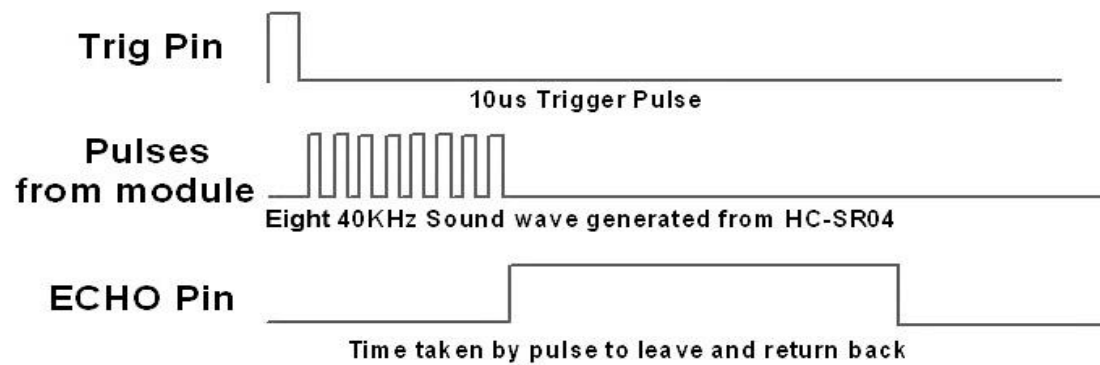 Trig Pin
10us Trigger Pulse
Pulses
from module
Eight 40KHz Sound wave generated from HC-SR04
ECHO Pin
Time taken by pulse to leave and return back